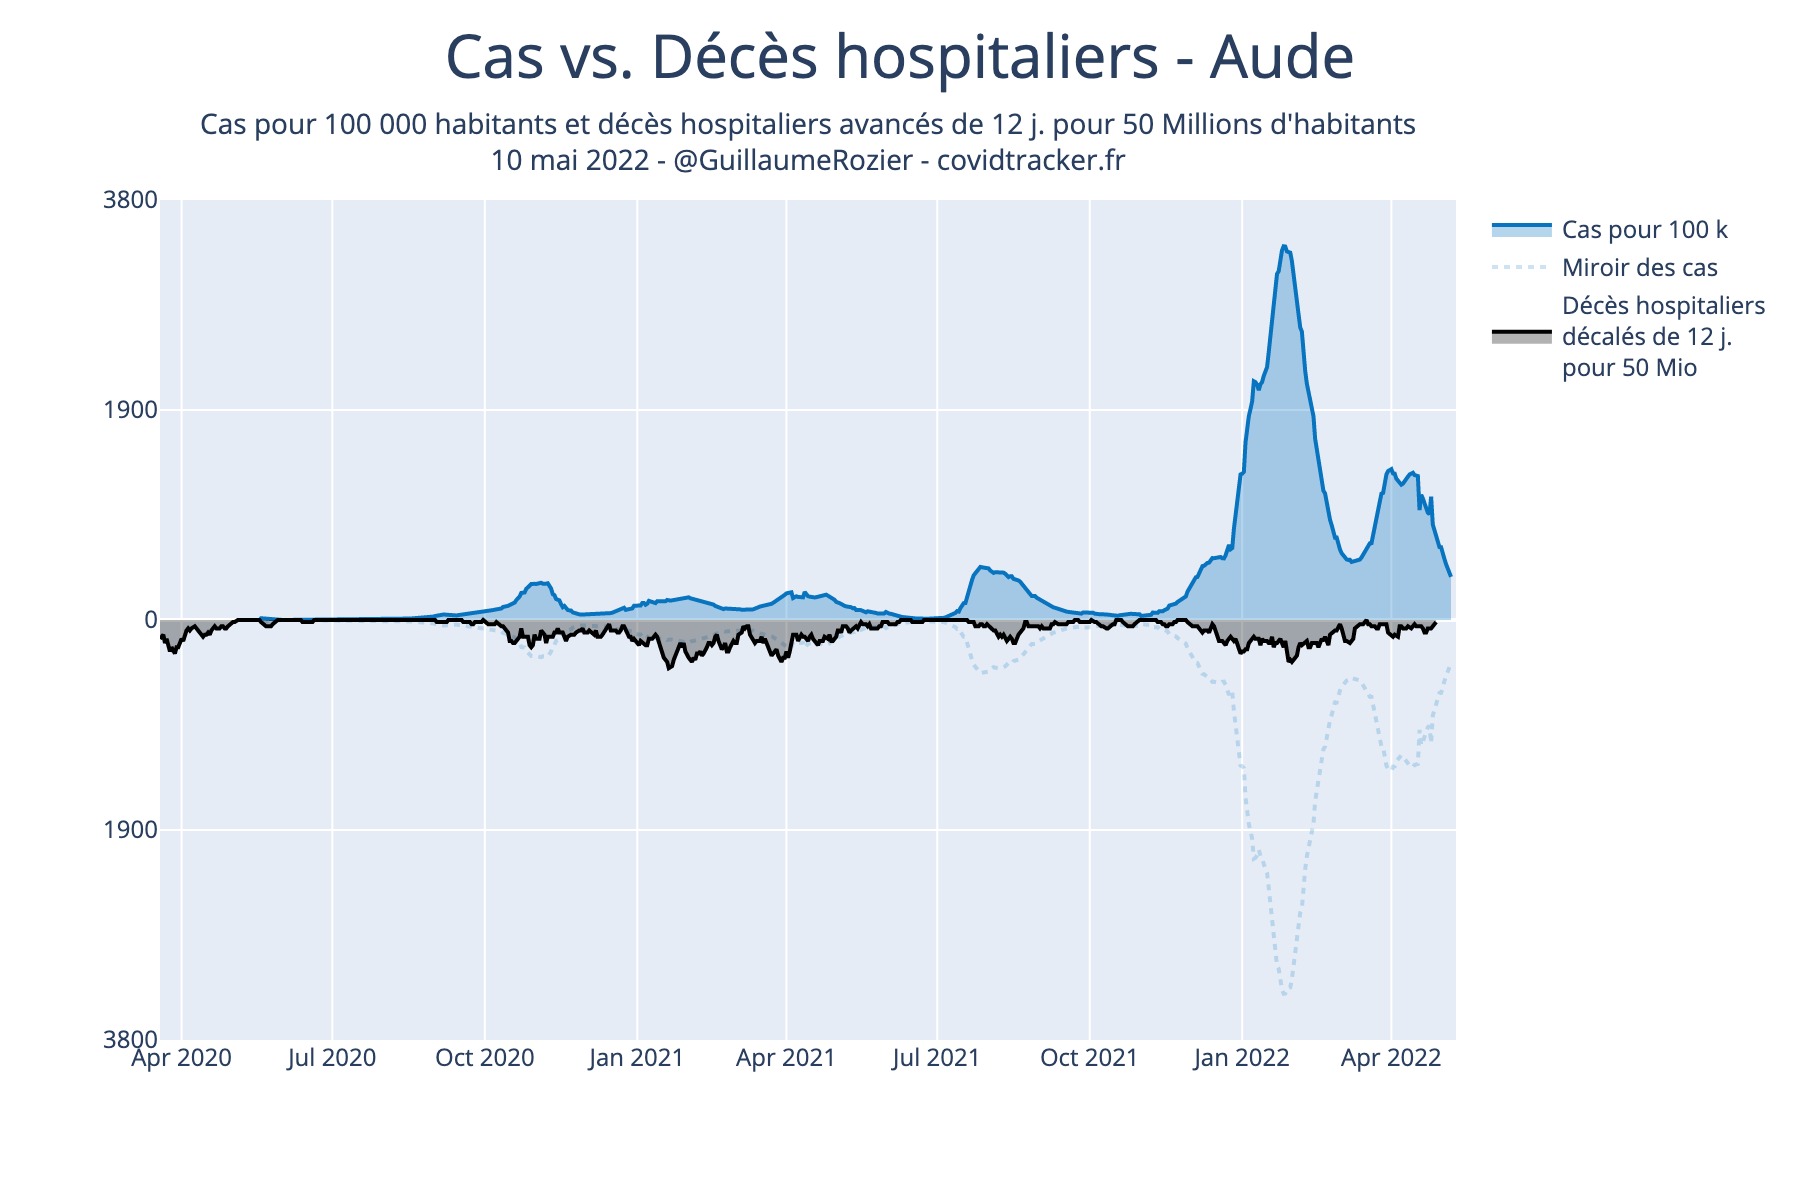 Cas vs. Décès hospitaliers - Aude
Cas pour 100 000 habitants et décès hospitaliers avancés de 12 j. pour 50 Millions d'habitants
10 mai 2022 - @GuillaumeRozier - covidtracker.fr
3800
1900
0
1900
3800
Apr 2020
Jul 2020
Oct 2020
Jan 2021
Apr 2021
Jul 2021
Oct 2021
Jan 2022
Apr 2022
Cas pour 100 k
Miroir des cas
Décès hospitaliers
décalés de 12 j.
pour 50 Mio